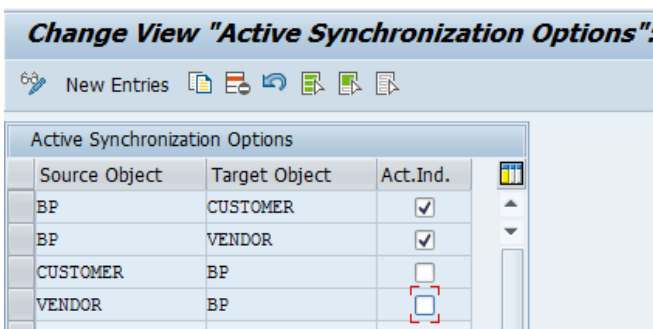 Change View "Active Synchronization Options":
New Entries
Active Synchronization Options
Source Object Target Object Act.Ind.
BP CUSTOMER
BP VENDOR
CUSTOMER BP
VENDOR BP